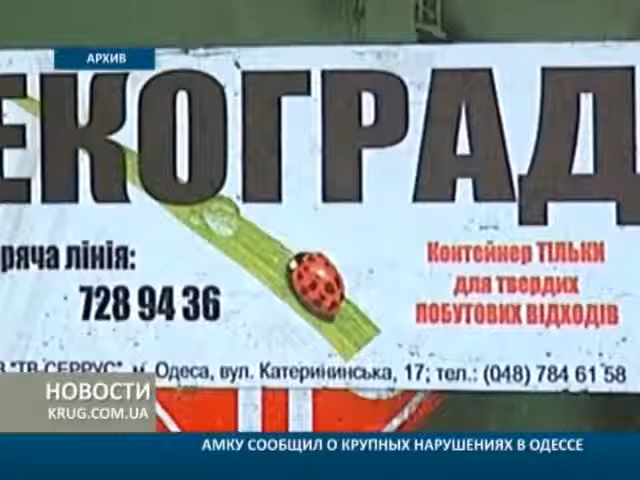 АРХИВ
ЕКОГРАД
ряча лінія:
728 94 36
Контейнер ТІЛЬКИ
для твердих
ПОБУТОВИХ ВІДХОДІВ
"ТВ СЕРРУС", м. Одеса, вул. Катерининська, 17; тел.: (048) 784 61 58
НОВОСТИ
KRUG.COM.UA
АМКУ СООБЩИЛ О КРУПНЫХ НАРУШЕНИЯХ В ОДЕССЕ